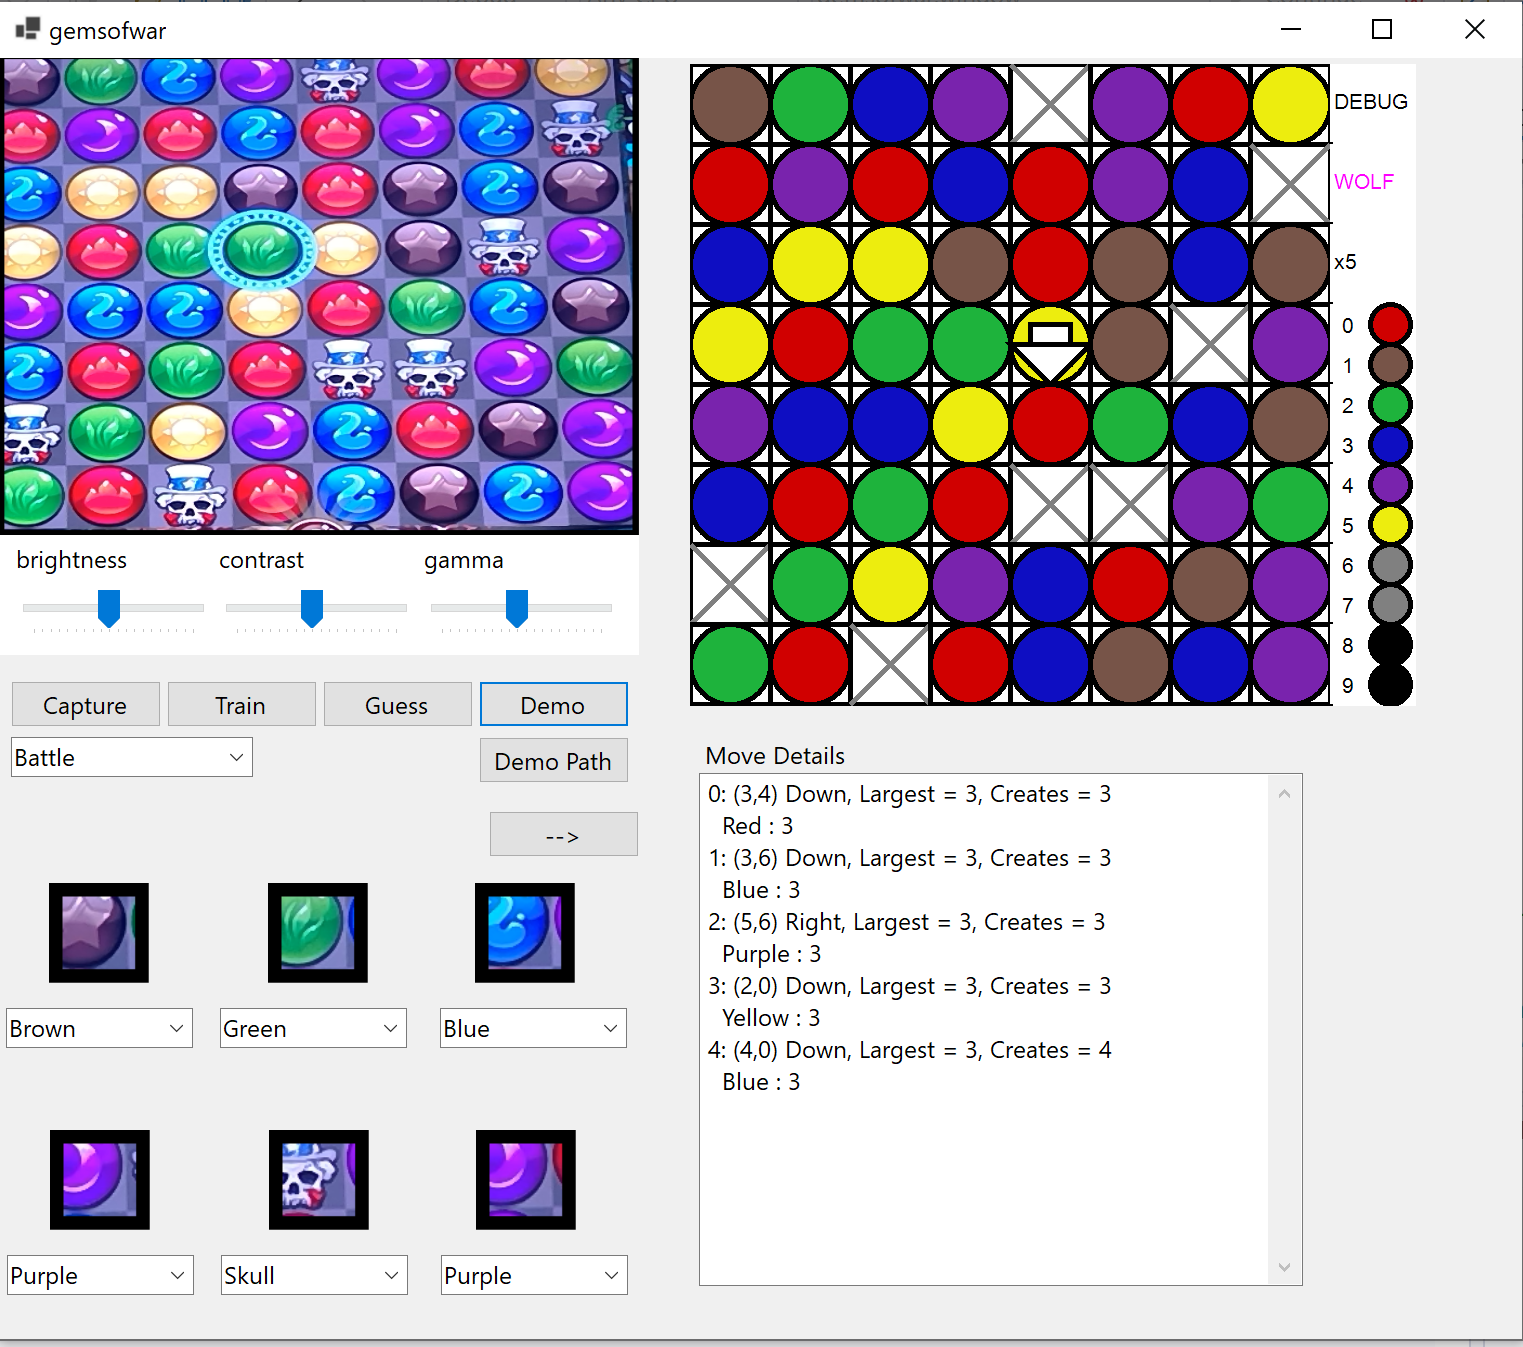 gemsofwar
DEBUG
WOLF
x5
0
1
2
3
4
5
6
7
8
9
brightness
contrast
gamma
Capture
Train
Guess
Demo
Battle
Demo Path
-->
Brown
Green
Blue
Purple
Skull
Purple
Move Details
0: (3,4) Down, Largest = 3, Creates = 3
Red : 3
1: (3,6) Down, Largest = 3, Creates = 3
Blue : 3
2: (5,6) Right, Largest = 3, Creates = 3
Purple : 3
3: (2,0) Down, Largest = 3, Creates = 3
Yellow : 3
4: (4,0) Down, Largest = 3, Creates = 4
Blue : 3